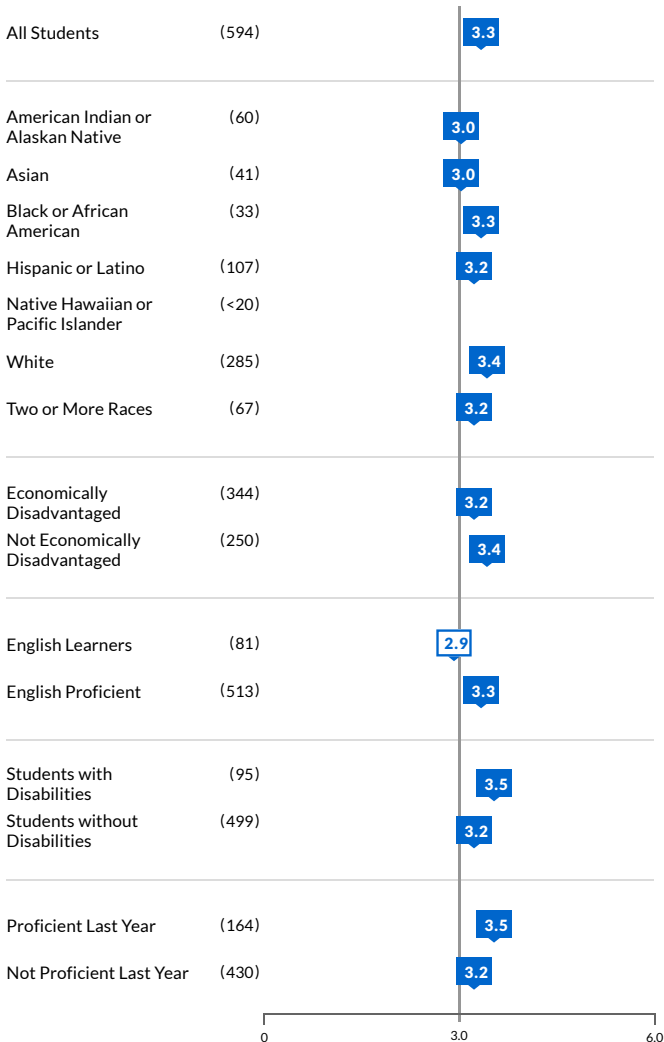 All Students (594) 3.3
American Indian or
Alaskan Native (60) 3.0
Asian (41) 3.0
Black or African
American (33) 3.3
Hispanic or Latino (107) 3.2
Native Hawaiian or
Pacific Islander (<20)
White (285) 3.4
Two or More Races (67) 3.2
Economically
Disadvantaged (344) 3.2
Not Economically
Disadvantaged (250) 3.4
English Learners (81) 2.9
English Proficient (513) 3.3
Students with
Disabilities (95) 3.5
Students without
Disabilities (499) 3.2
Proficient Last Year (164) 3.5
Not Proficient Last Year (430) 3.2
0 3.0 6.0